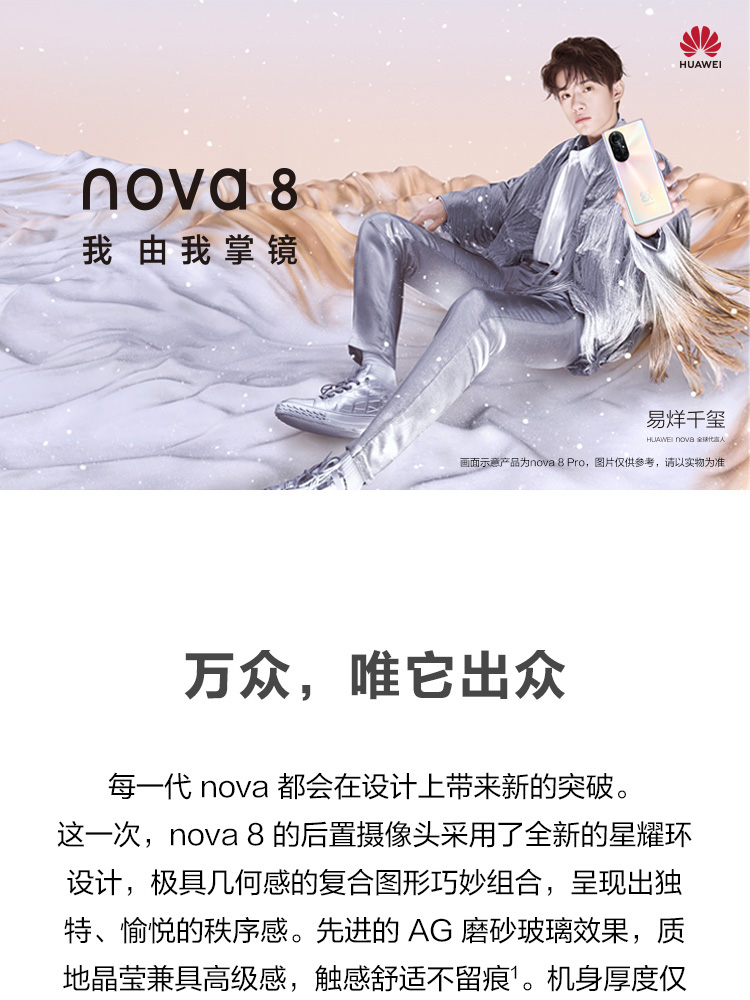 HUAWEI
nova 8
我 由我掌镜
易烊千玺
HUAWEI nova 全球代言人
画面示意产品为nova 8 Pro，图片仅供参考，请以实物为准
万众，唯它出众
每一代 nova 都会在设计上带来新的突破。
这一次，nova 8 的后置摄像头采用了全新的星耀环
设计，极具几何感的复合图形巧妙组合，呈现出独
特、愉悦的秩序感。先进的 AG 磨砂玻璃效果，质
地晶莹兼具高级感，触感舒适不留痕¹。机身厚度仅